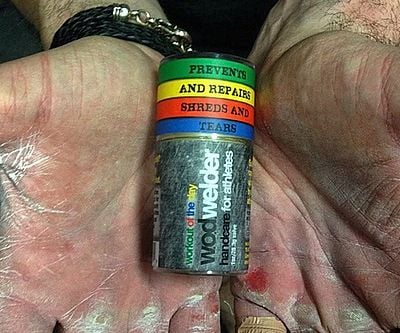 PREVENTS
AND REPAIRS
SHREDS AND
TEARS
workout of the day
wodwelder
handcare for athletes